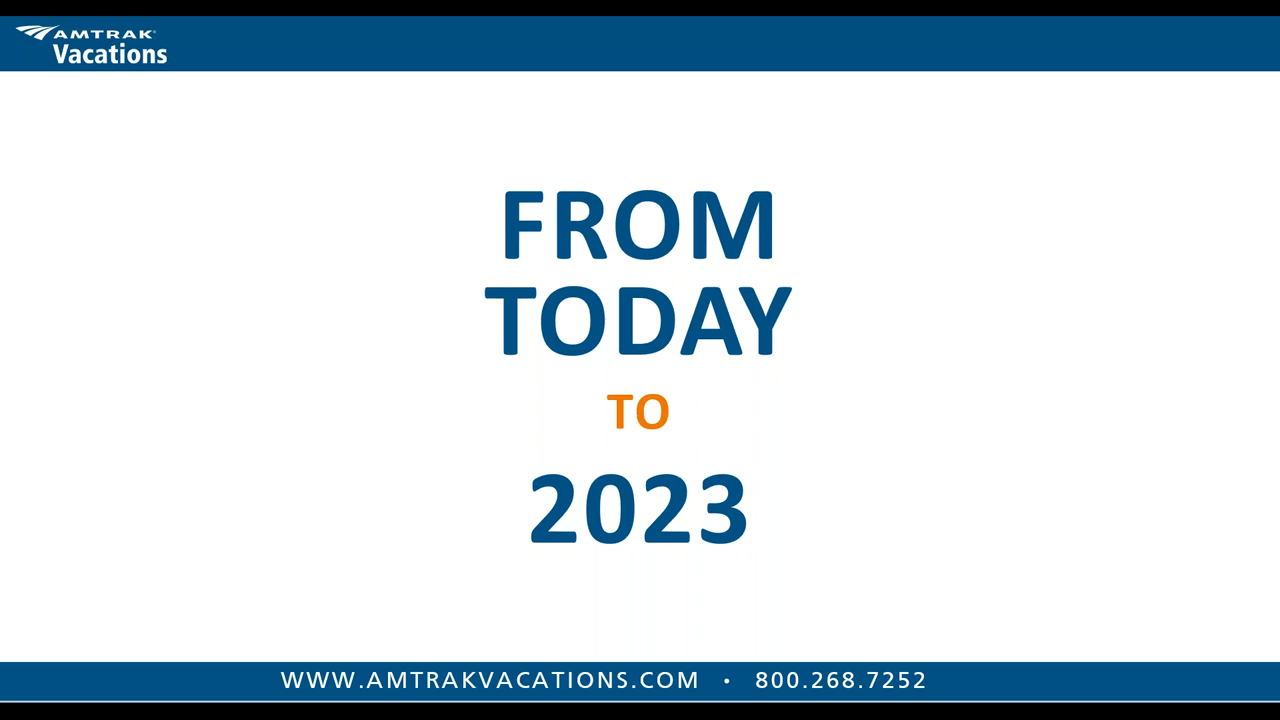 AMTRAK®
Vacations
FROM
TODAY
TO
2023
WWW.AMTRAKVACATIONS.COM • 800.268.7252